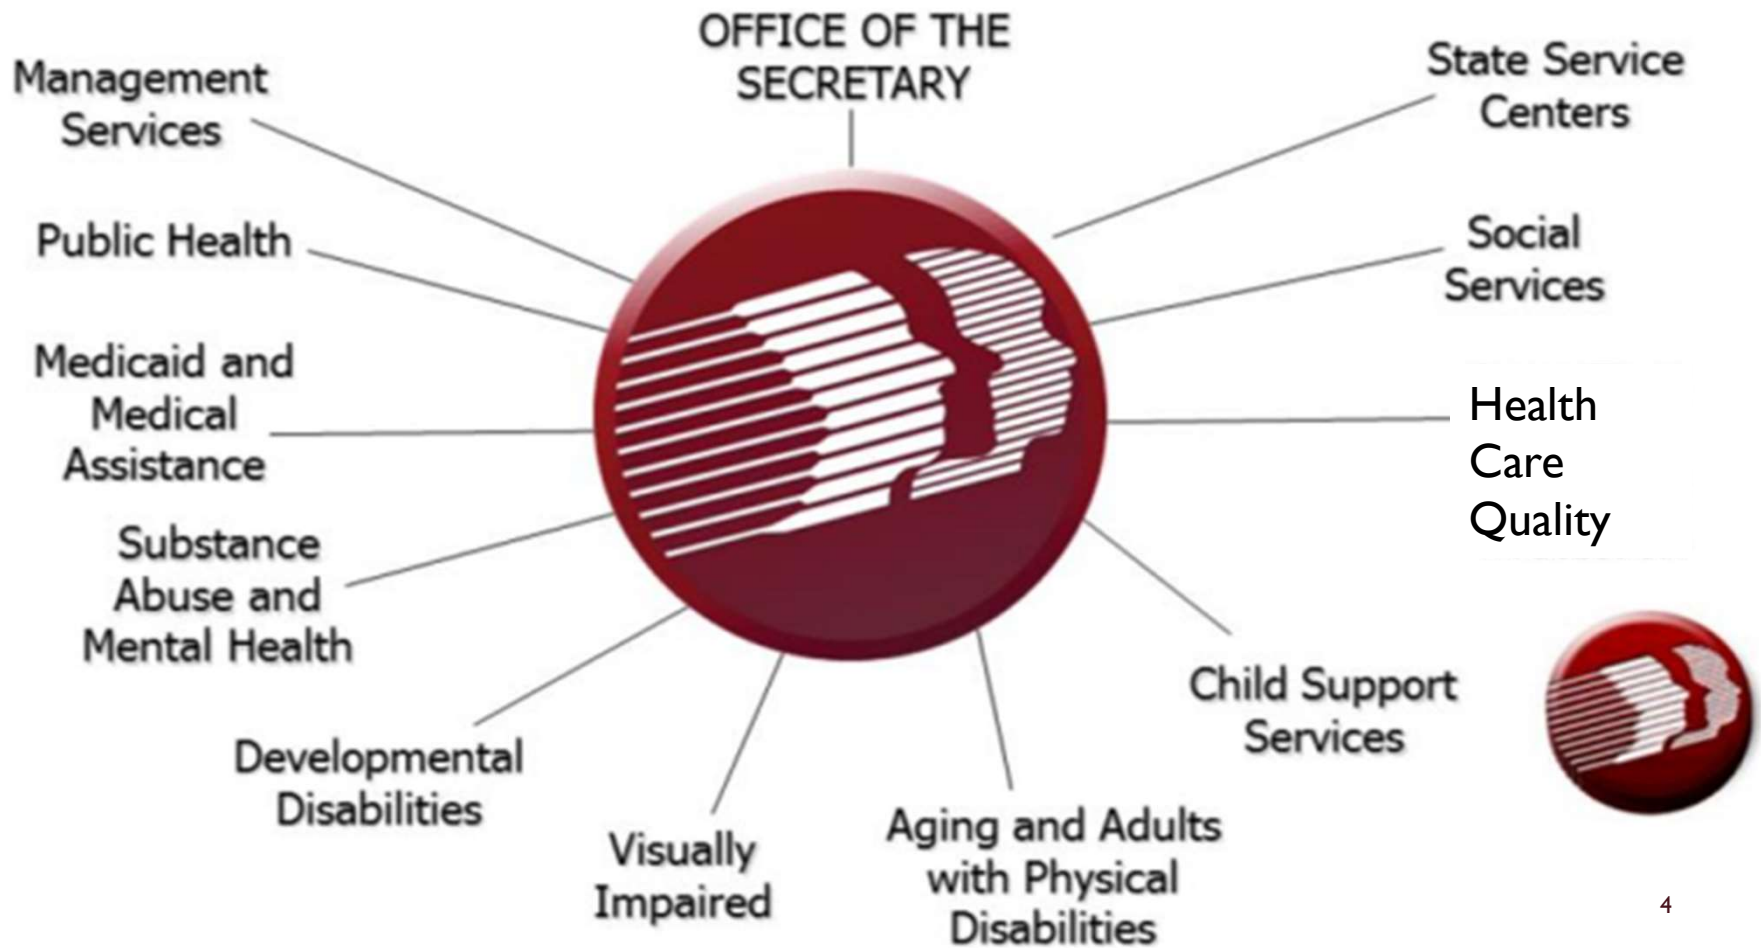 OFFICE OF THE
SECRETARY
Management
Services
State Service
Centers
Public Health
Social
Services
Medicaid and
Medical
Assistance
Health
Care
Quality
Substance
Abuse and
Mental Health
Child Support
Services
Developmental
Disabilities
Visually
Impaired
Aging and Adults
with Physical
Disabilities
4